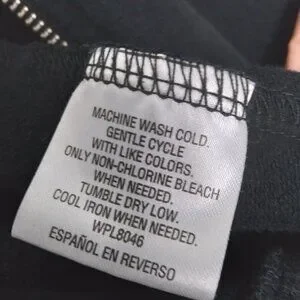 MACHINE WASH COLD.
GENTLE CYCLE
WITH LIKE COLORS.
ONLY NON-CHLORINE BLEACH
WHEN NEEDED.
TUMBLE DRY LOW.
COOL IRON WHEN NEEDED.
WPL8046
ESPAÑOL EN REVERSO